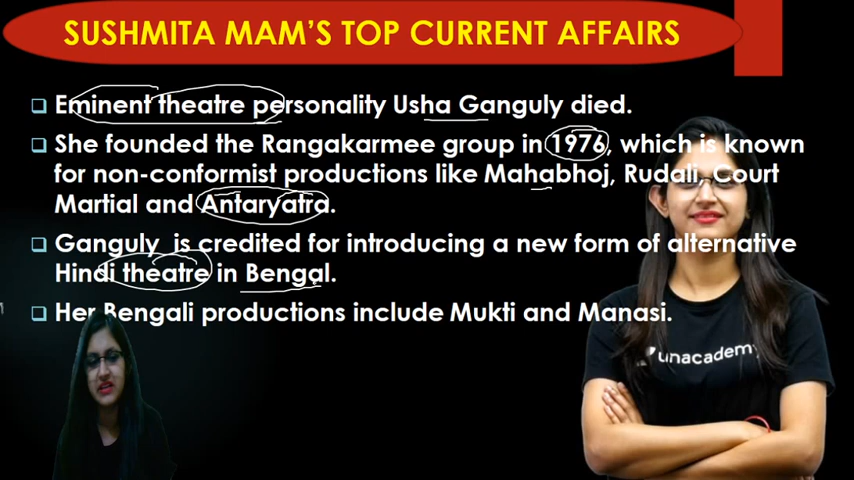 SUSHMITA MAM'S TOP CURRENT AFFAIRS
Eminent theatre personality Usha Ganguly died.
She founded the Rangakarmee group in 1976, which is known
for non-conformist productions like Mahabhoj, Rudali, Court
Martial and Antaryatra.
Ganguly is credited for introducing a new form of alternative
Hindi theatre in Bengal.
Her Bengali productions include Mukti and Manasi.
unacademy